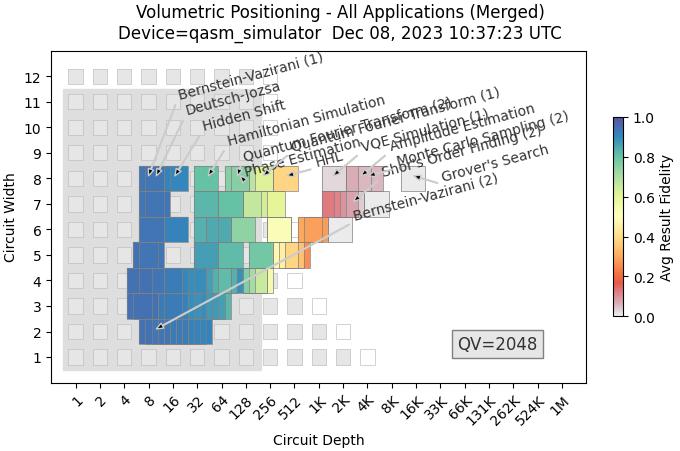 Volumetric Positioning - All Applications (Merged)
Device=qasm_simulator  Dec 08, 2023 10:37:23 UTC
Bernstein-Vazirani (1)
Deutsch-Jozsa
Hidden Shift
Hamiltonian Simulation
Quantum Fourier Transform (2)
Quantum Fourier Transform (1)
Phase Estimation
HHL
VQE Simulation (1)
Amplitude Estimation
Monte Carlo Sampling (2)
Shor's Order Finding (2)
Grover's Search
Bernstein-Vazirani (2)
Circuit Width
12
11
10
9
8
7
6
5
4
3
2
1
QV=2048
1 2 4 8 16 32 64 128 256 512 1K 2K 4K 8K 16K 33K 66K 131K 262K 524K 1M
Circuit Depth
1.0
0.8
0.6
0.4
0.2
0.0
Avg Result Fidelity